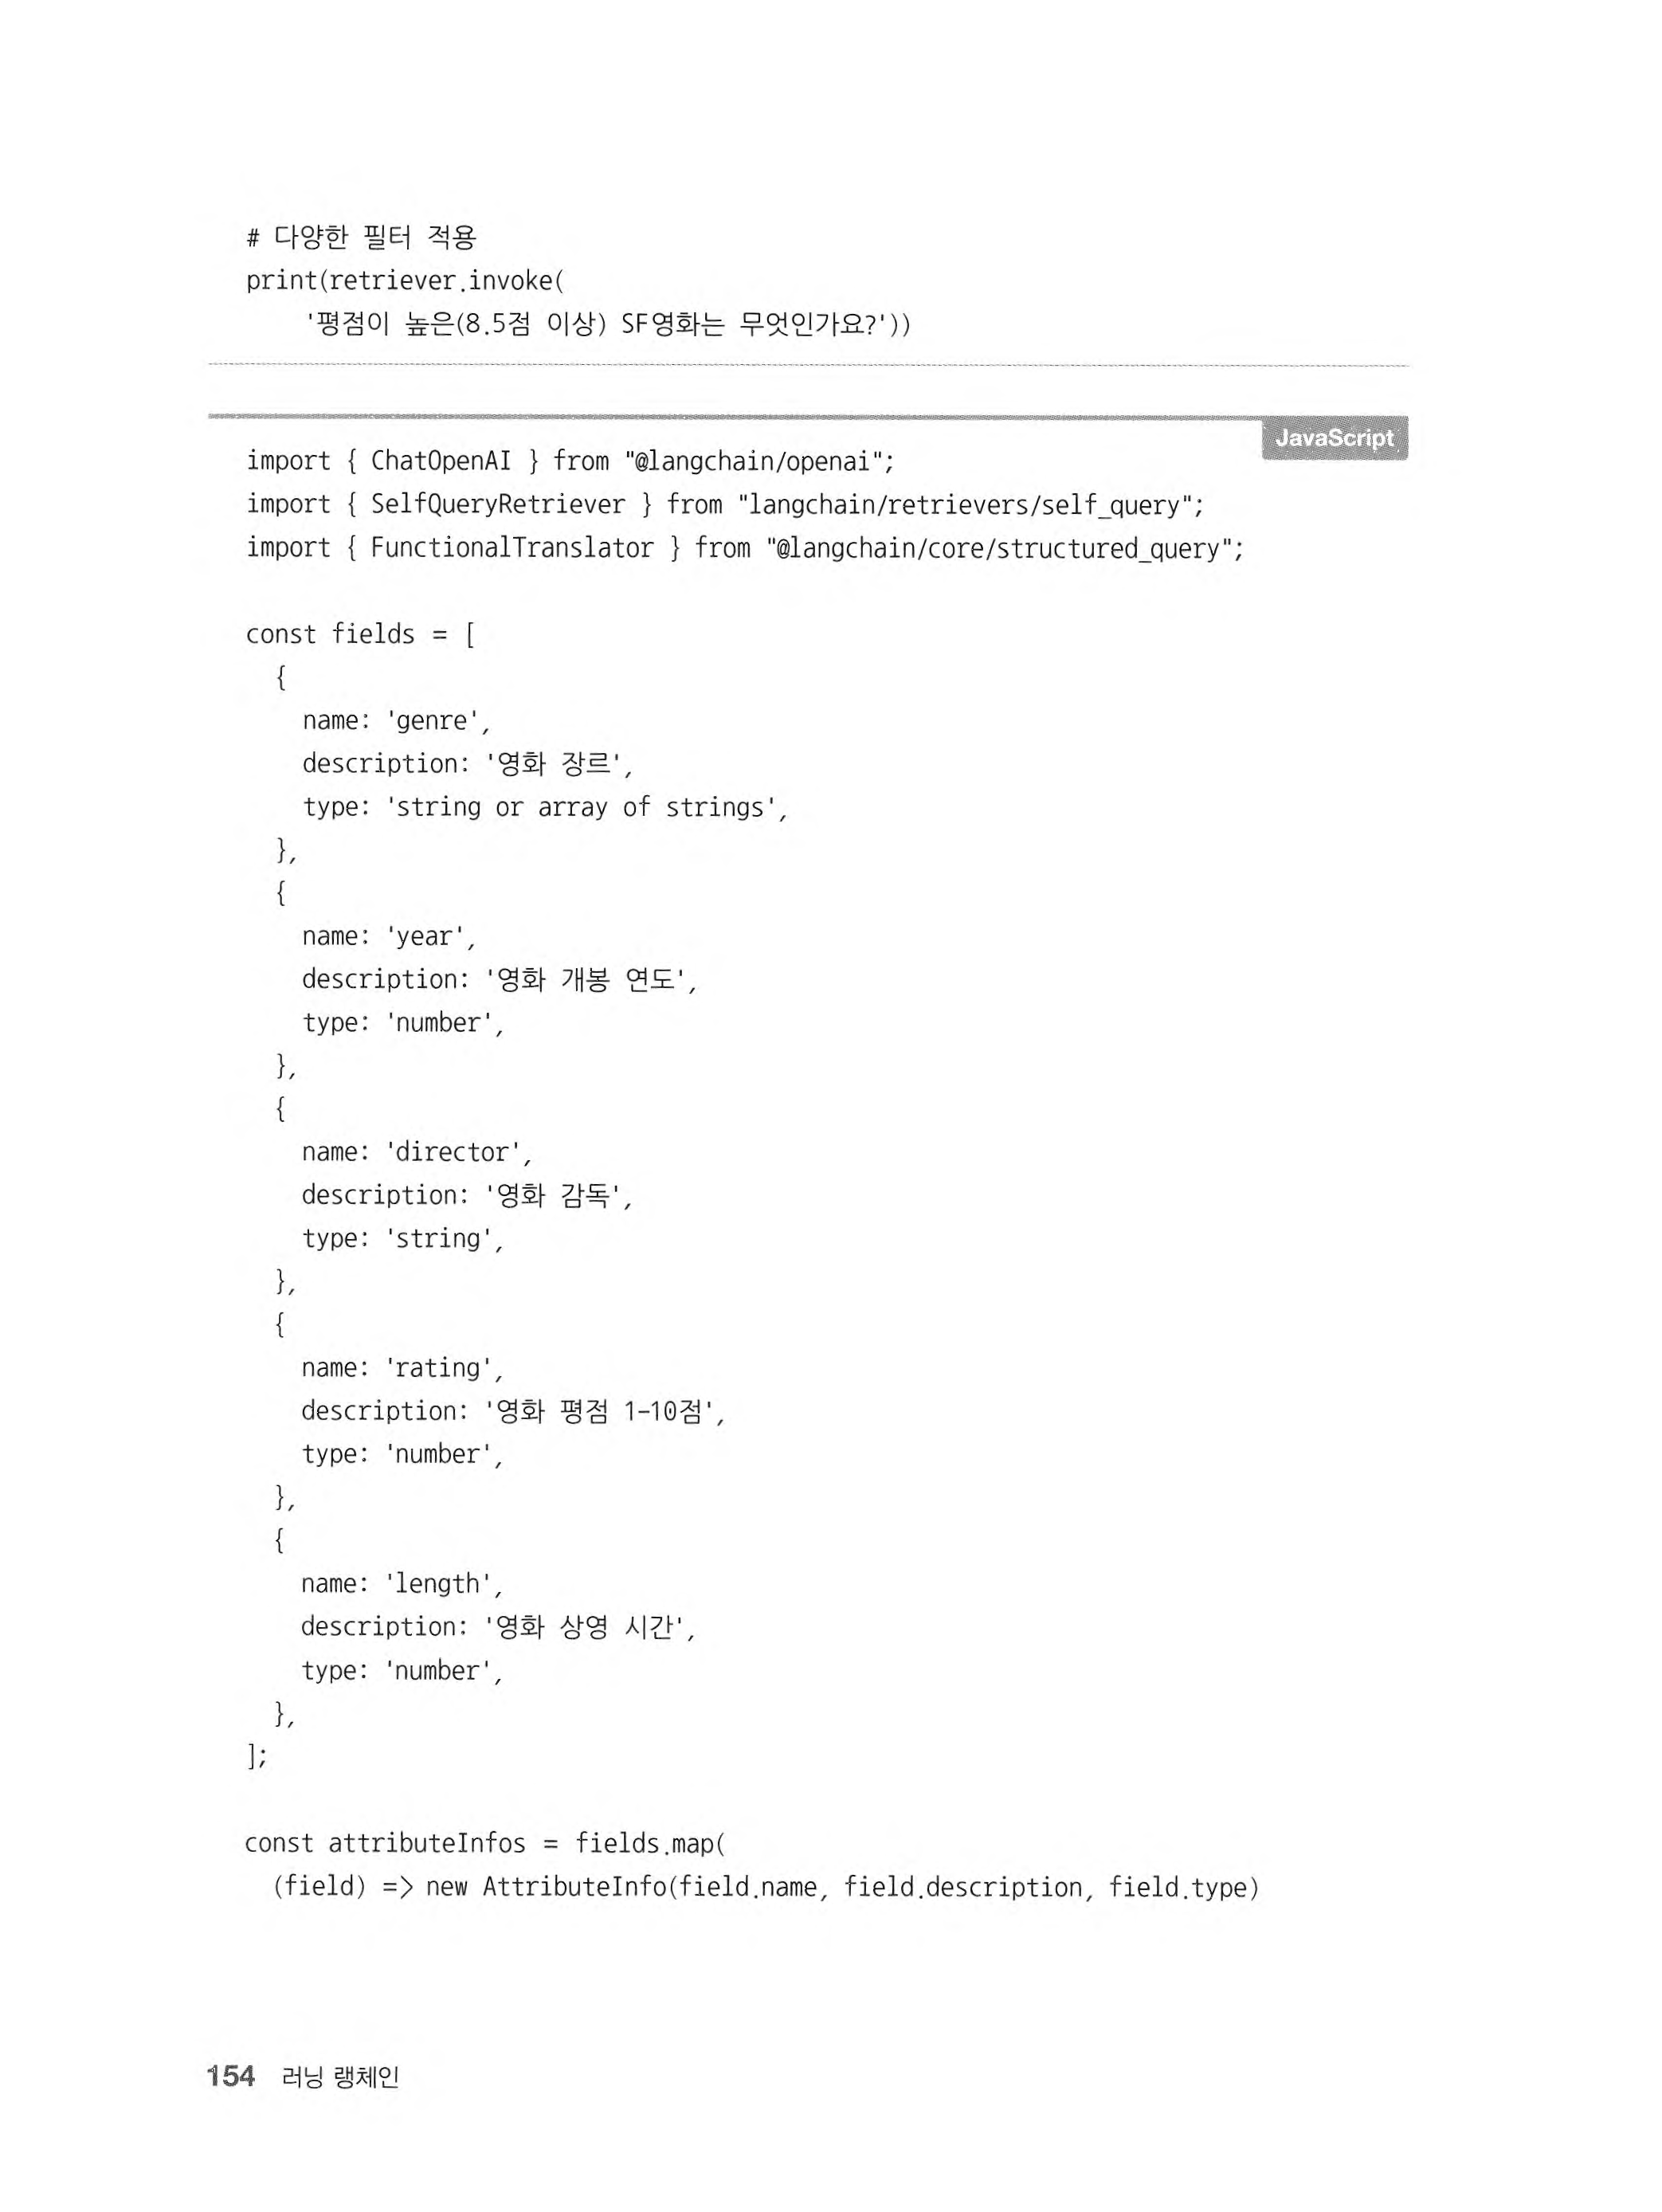 # 다양한 필터 적용
print(retriever.invoke(
    '평점이 높은(8.5점 이상) SF영화는 무엇인가요?'))
JavaScript
import { ChatOpenAI } from "@langchain/openai";
import { SelfQueryRetriever } from "langchain/retrievers/self_query";
import { FunctionalTranslator } from "@langchain/core/structured_query";

const fields = [
  {
    name: 'genre',
    description: '영화 장르',
    type: 'string or array of strings',
  },
  {
    name: 'year',
    description: '영화 개봉 연도',
    type: 'number',
  },
  {
    name: 'director',
    description: '영화 감독',
    type: 'string',
  },
  {
    name: 'rating',
    description: '영화 평점 1-10점',
    type: 'number',
  },
  {
    name: 'length',
    description: '영화 상영 시간',
    type: 'number',
  },
];

const attributeInfos = fields.map(
  (field) => new AttributeInfo(field.name, field.description, field.type)
154 러닝 랭체인